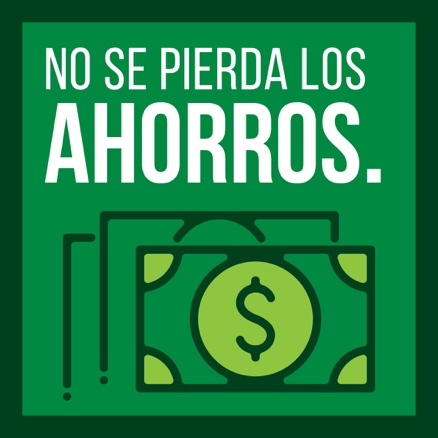 NO SE PIERDA LOS
AHORROS.
$